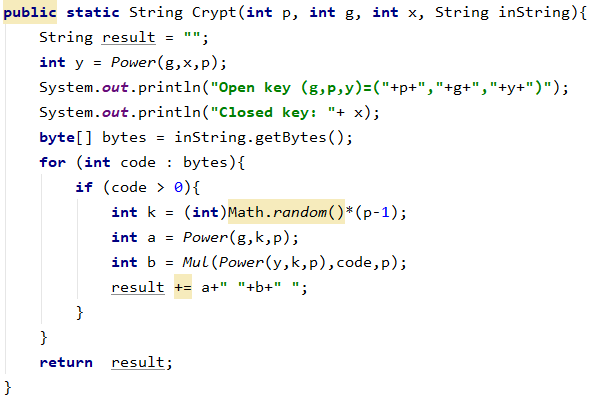 public static String Crypt(int p, int g, int x, String inString){
String result = "";
int y = Power(g,x,p);
System.out.println("Open key (g,p,y)=("+p+","+g+","+y+")");
System.out.println("Closed key: "+ x);
byte[] bytes = inString.getBytes();
for (int code : bytes){
if (code > 0){
int k = (int)Math.random()*(p-1);
int a = Power(g,k,p);
int b = Mul(Power(y,k,p),code,p);
result += a+" "+b+" ";
}
}
return  result;
}